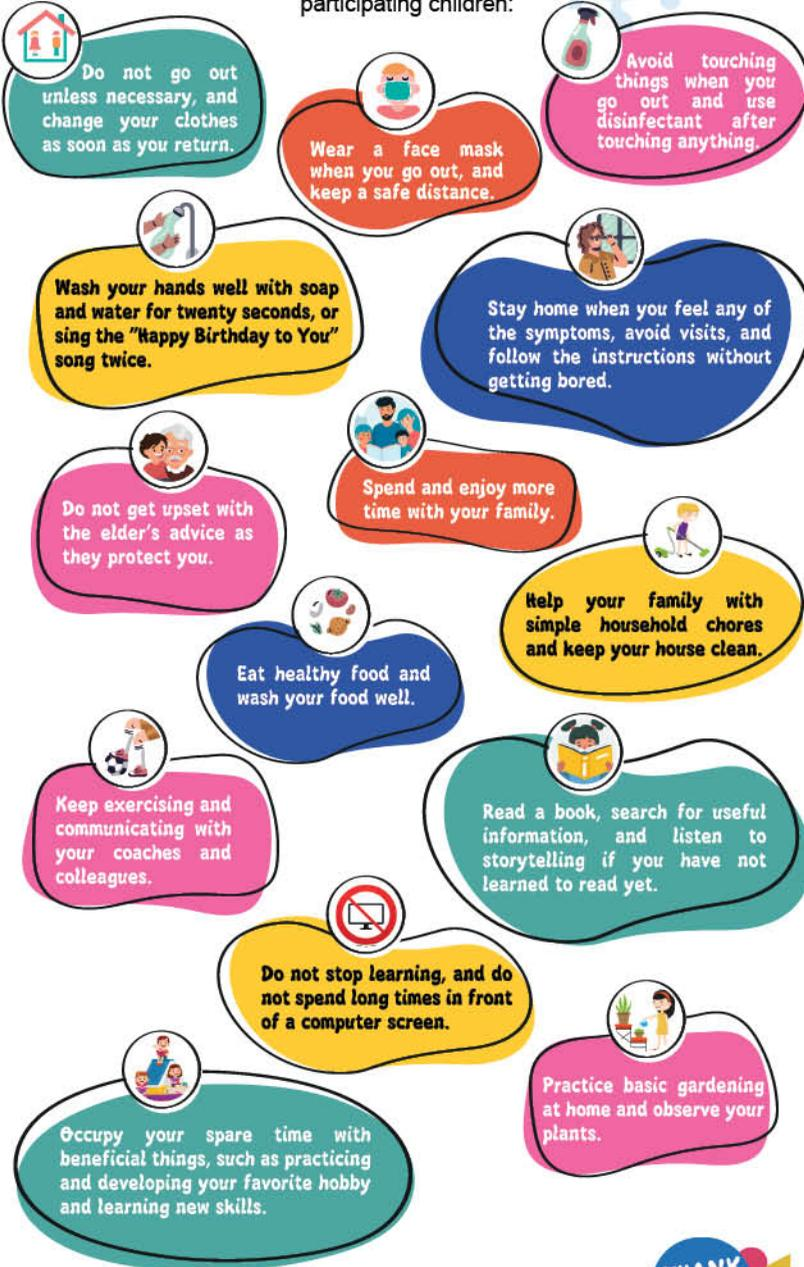 participating children:
Do not go out
unless necessary, and
change your clothes
as soon as you return.
Wear a face mask
when you go out, and
keep a safe distance.
Avoid touching
things when you
go out and use
disinfectant after
touching anything.
Wash your hands well with soap
and water for twenty seconds, or
sing the "Happy Birthday to You"
song twice.
Stay home when you feel any of
the symptoms, avoid visits, and
follow the instructions without
getting bored.
Do not get upset with
the elder's advice as
they protect you.
Spend and enjoy more
time with your family.
Help your family with
simple household chores
and keep your house clean.
Eat healthy food and
wash your food well.
Keep exercising and
communicating with
your coaches and
colleagues.
Read a book, search for useful
information, and listen to
storytelling if you have not
learned to read yet.
Do not stop learning, and do
not spend long times in front
of a computer screen.
Practice basic gardening
at home and observe your
plants.
Occupy your spare time with
beneficial things, such as practicing
and developing your favorite hobby
and learning new skills.
THANK